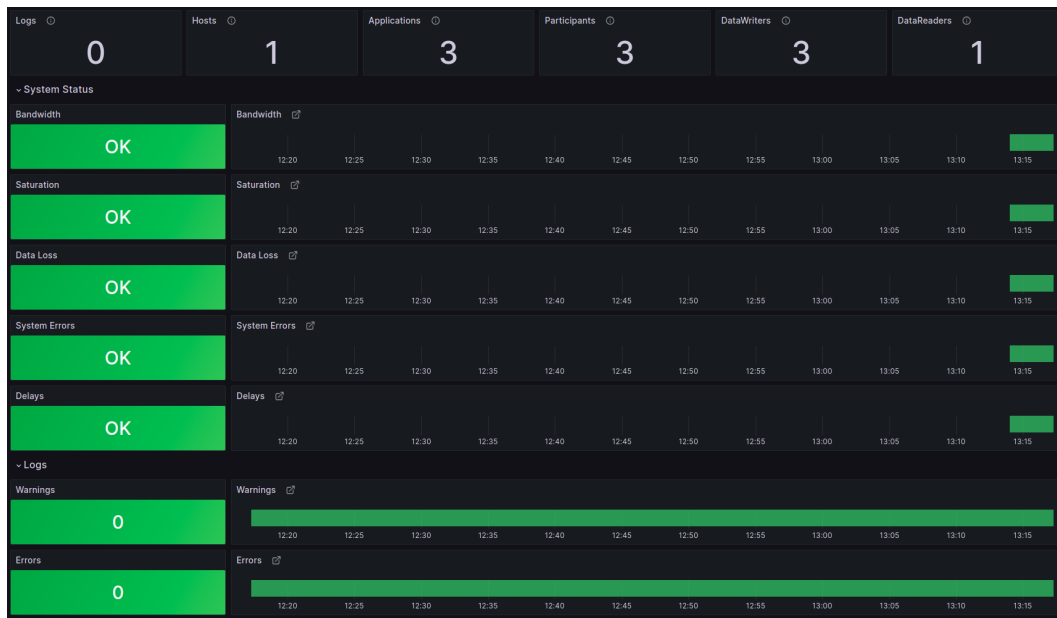 Logs Hosts Applications Participants DataWriters DataReaders
0 1 3 3 3 1
System Status
Bandwidth Bandwidth
OK
12:20 12:25 12:30 12:35 12:40 12:45 12:50 12:55 13:00 13:05 13:10 13:15
Saturation Saturation
OK
12:20 12:25 12:30 12:35 12:40 12:45 12:50 12:55 13:00 13:05 13:10 13:15
Data Loss Data Loss
OK
12:20 12:25 12:30 12:35 12:40 12:45 12:50 12:55 13:00 13:05 13:10 13:15
System Errors System Errors
OK
12:20 12:25 12:30 12:35 12:40 12:45 12:50 12:55 13:00 13:05 13:10 13:15
Delays Delays
OK
12:20 12:25 12:30 12:35 12:40 12:45 12:50 12:55 13:00 13:05 13:10 13:15
Logs
Warnings Warnings
0
12:20 12:25 12:30 12:35 12:40 12:45 12:50 12:55 13:00 13:05 13:10 13:15
Errors Errors
0
12:20 12:25 12:30 12:35 12:40 12:45 12:50 12:55 13:00 13:05 13:10 13:15